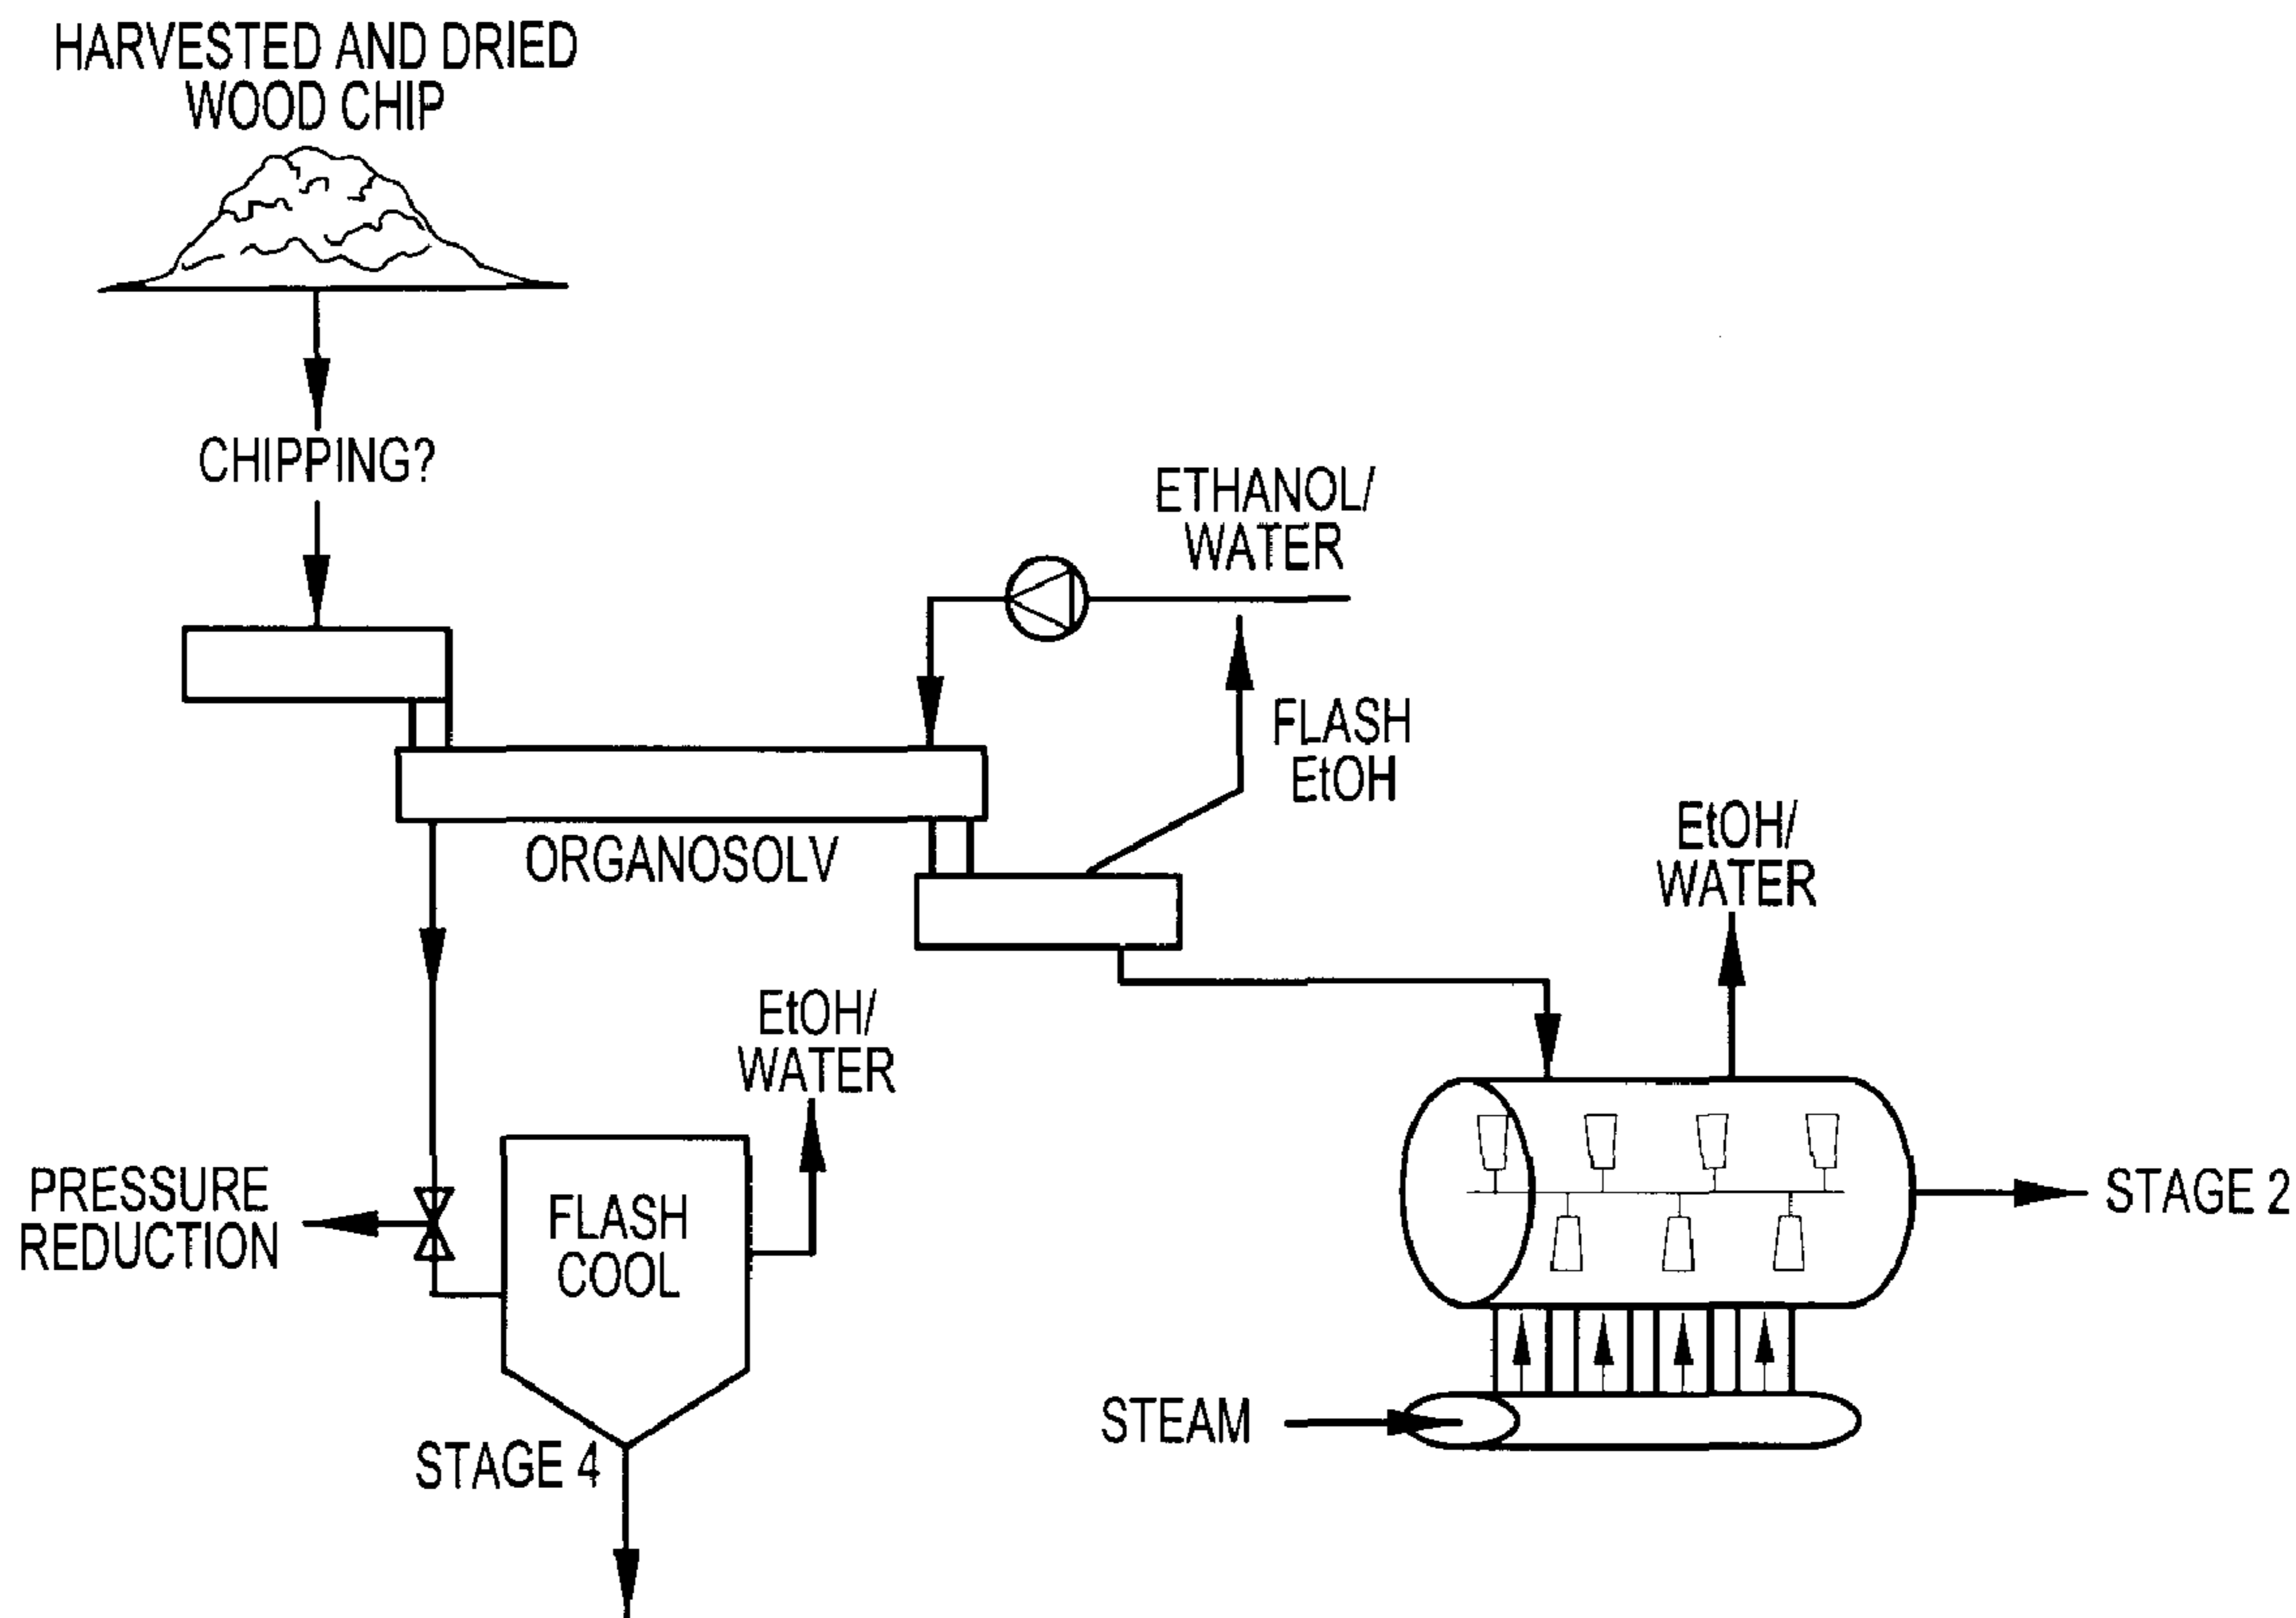 HARVESTED AND DRIED
WOOD CHIP
CHIPPING?
ETHANOL/
WATER
FLASH
EtOH
ORGANOSOLV
EtOH/
WATER
EtOH/
WATER
PRESSURE
REDUCTION
FLASH
COOL
STAGE 2
STEAM
STAGE 4